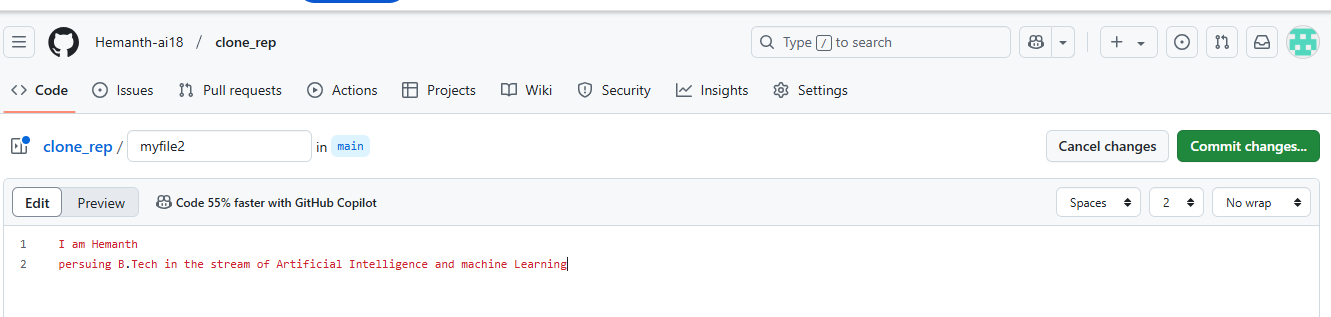 Hemanth-ai18 / clone_rep Type / to search
Code Issues Pull requests Actions Projects Wiki Security Insights Settings
clone_rep / myfile2 in main Cancel changes Commit changes...
Edit Preview Code 55% faster with GitHub Copilot Spaces 2 No wrap
1 I am Hemanth
2 persuing B.Tech in the stream of Artificial Intelligence and machine Learning